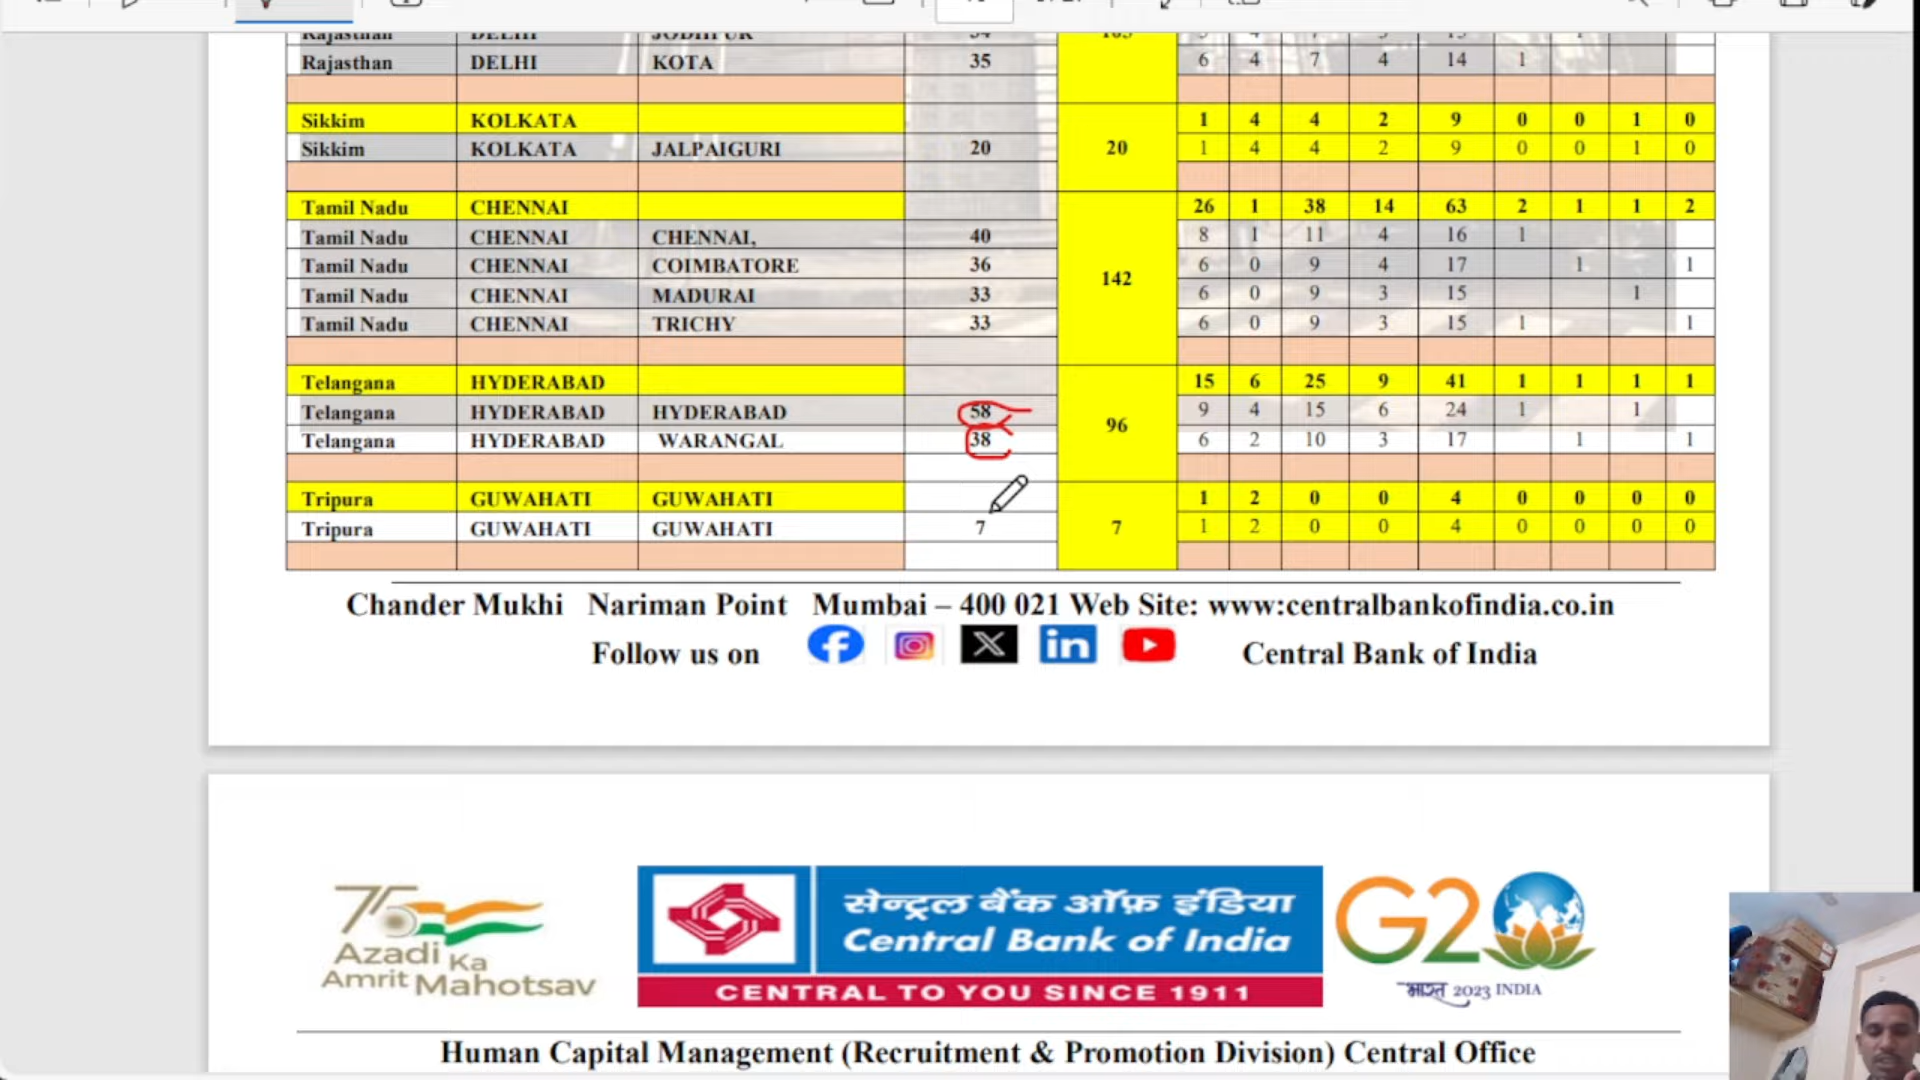 Rajasthan DELHI JODHPUR 34 165
Rajasthan DELHI KOTA 35 6 4 7 4 14 1
Sikkim KOLKATA 1 4 4 2 9 0 0 1 0
Sikkim KOLKATA JALPAIGURI 20 20 1 4 4 2 9 0 0 1 0
Tamil Nadu CHENNAI 26 1 38 14 63 2 1 1 2
Tamil Nadu CHENNAI CHENNAI, 40 8 1 11 4 16 1
Tamil Nadu CHENNAI COIMBATORE 36 142 6 0 9 4 17 1 1
Tamil Nadu CHENNAI MADURAI 33 6 0 9 3 15 1
Tamil Nadu CHENNAI TRICHY 33 6 0 9 3 15 1 1
Telangana HYDERABAD 15 6 25 9 41 1 1 1 1
Telangana HYDERABAD HYDERABAD 58 96 9 4 15 6 24 1 1
Telangana HYDERABAD WARANGAL 38 6 2 10 3 17 1 1
Tripura GUWAHATI GUWAHATI 1 2 0 0 4 0 0 0 0
Tripura GUWAHATI GUWAHATI 7 7 1 2 0 0 4 0 0 0 0
Chander Mukhi Nariman Point Mumbai – 400 021 Web Site: www:centralbankofindia.co.in
Follow us on Central Bank of India
75 Azadi Ka Amrit Mahotsav
सेन्ट्रल बैंक ऑफ़ इंडिया
Central Bank of India
CENTRAL TO YOU SINCE 1911
G20
भारत 2023 INDIA
Human Capital Management (Recruitment & Promotion Division) Central Office